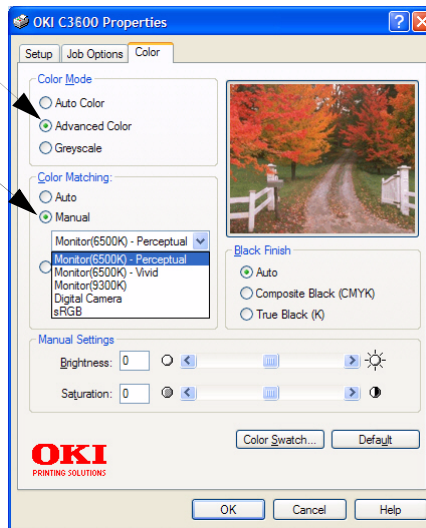 OKI C3600 Properties
Setup Job Options Color
Color Mode
Auto Color
Advanced Color
Greyscale
Color Matching:
Auto
Manual
Monitor(6500K) - Perceptual
Monitor(6500K) - Perceptual
Monitor(6500K) - Vivid
Monitor(9300K)
Digital Camera
sRGB
Black Finish
Auto
Composite Black (CMYK)
True Black (K)
Manual Settings
Brightness: 0
Saturation: 0
Color Swatch... Default
OKI
PRINTING SOLUTIONS
OK Cancel Help